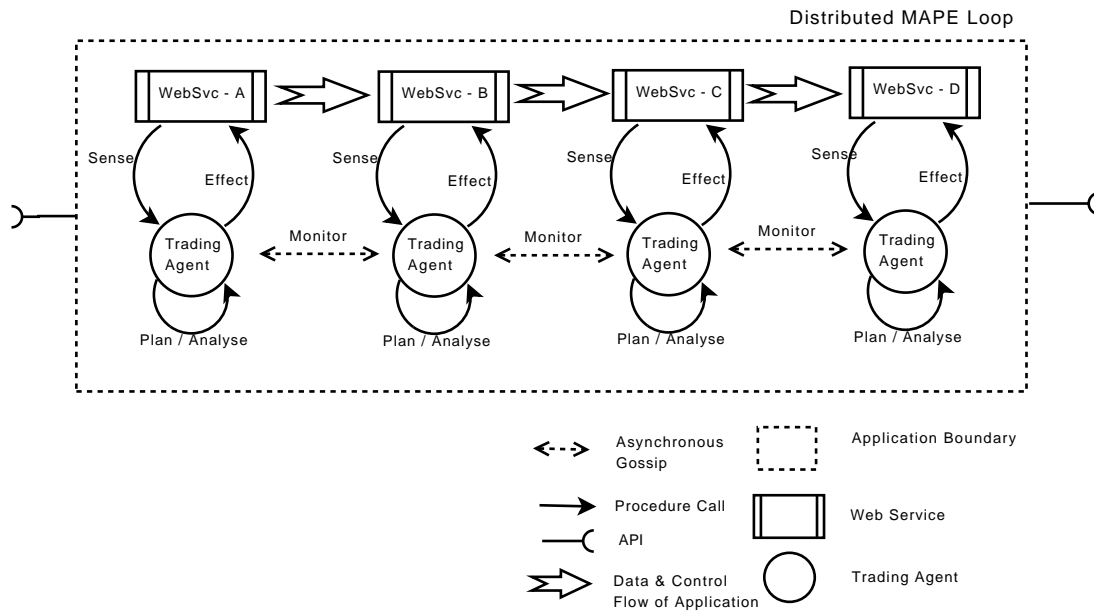 Distributed MAPE Loop
WebSvc - A
WebSvc - B
WebSvc - C
WebSvc - D
Sense
Effect
Sense
Effect
Sense
Effect
Sense
Effect
Trading
Agent
Monitor
Trading
Agent
Monitor
Trading
Agent
Monitor
Trading
Agent
Plan / Analyse
Plan / Analyse
Plan / Analyse
Plan / Analyse
Asynchronous
Gossip
Application Boundary
Procedure Call
Web Service
API
Data & Control
Flow of Application
Trading Agent